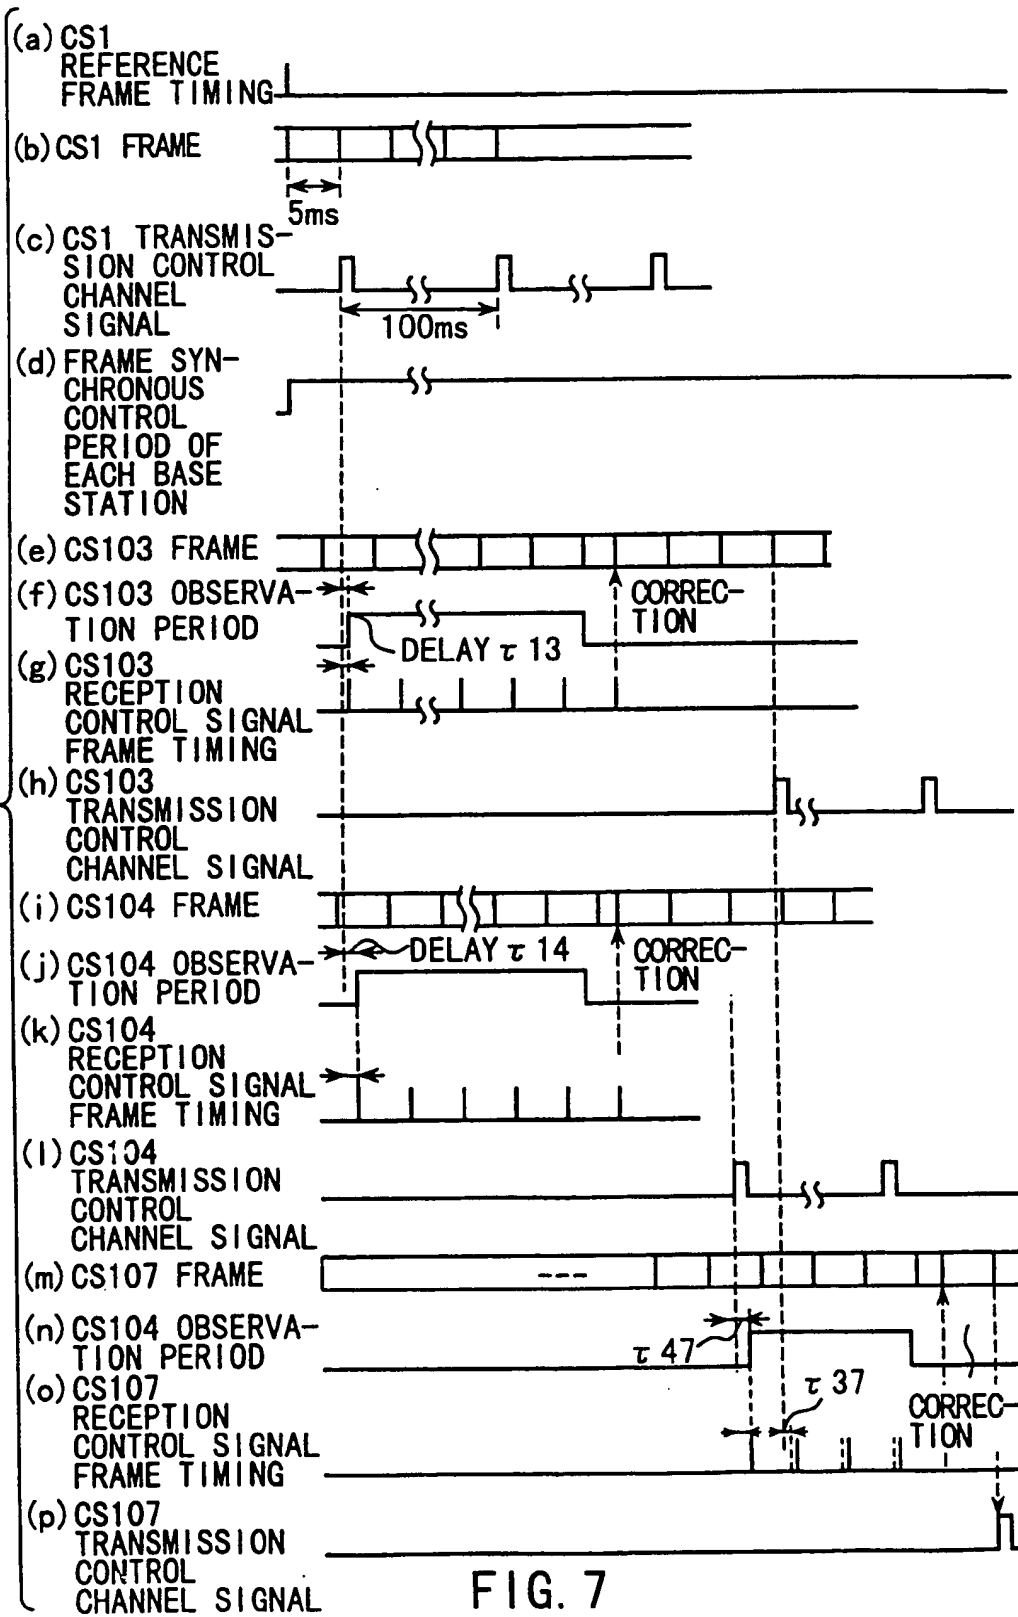 (a) CS1
REFERENCE
FRAME TIMING
(b) CS1 FRAME
5ms
(c) CS1 TRANSMIS-
SION CONTROL
CHANNEL
SIGNAL
100ms
(d) FRAME SYN-
CHRONOUS
CONTROL
PERIOD OF
EACH BASE
STATION
(e) CS103 FRAME
(f) CS103 OBSERVA-
TION PERIOD
CORREC-
TION
DELAY τ 13
(g) CS103
RECEPTION
CONTROL SIGNAL
FRAME TIMING
(h) CS103
TRANSMISSION
CONTROL
CHANNEL SIGNAL
(i) CS104 FRAME
DELAY τ 14
CORREC-
TION
(j) CS104 OBSERVA-
TION PERIOD
(k) CS104
RECEPTION
CONTROL SIGNAL
FRAME TIMING
(l) CS104
TRANSMISSION
CONTROL
CHANNEL SIGNAL
(m) CS107 FRAME
(n) CS104 OBSERVA-
TION PERIOD
τ 47
(o) CS107
RECEPTION
CONTROL SIGNAL
FRAME TIMING
τ 37
CORREC-
TION
(p) CS107
TRANSMISSION
CONTROL
CHANNEL SIGNAL
FIG. 7